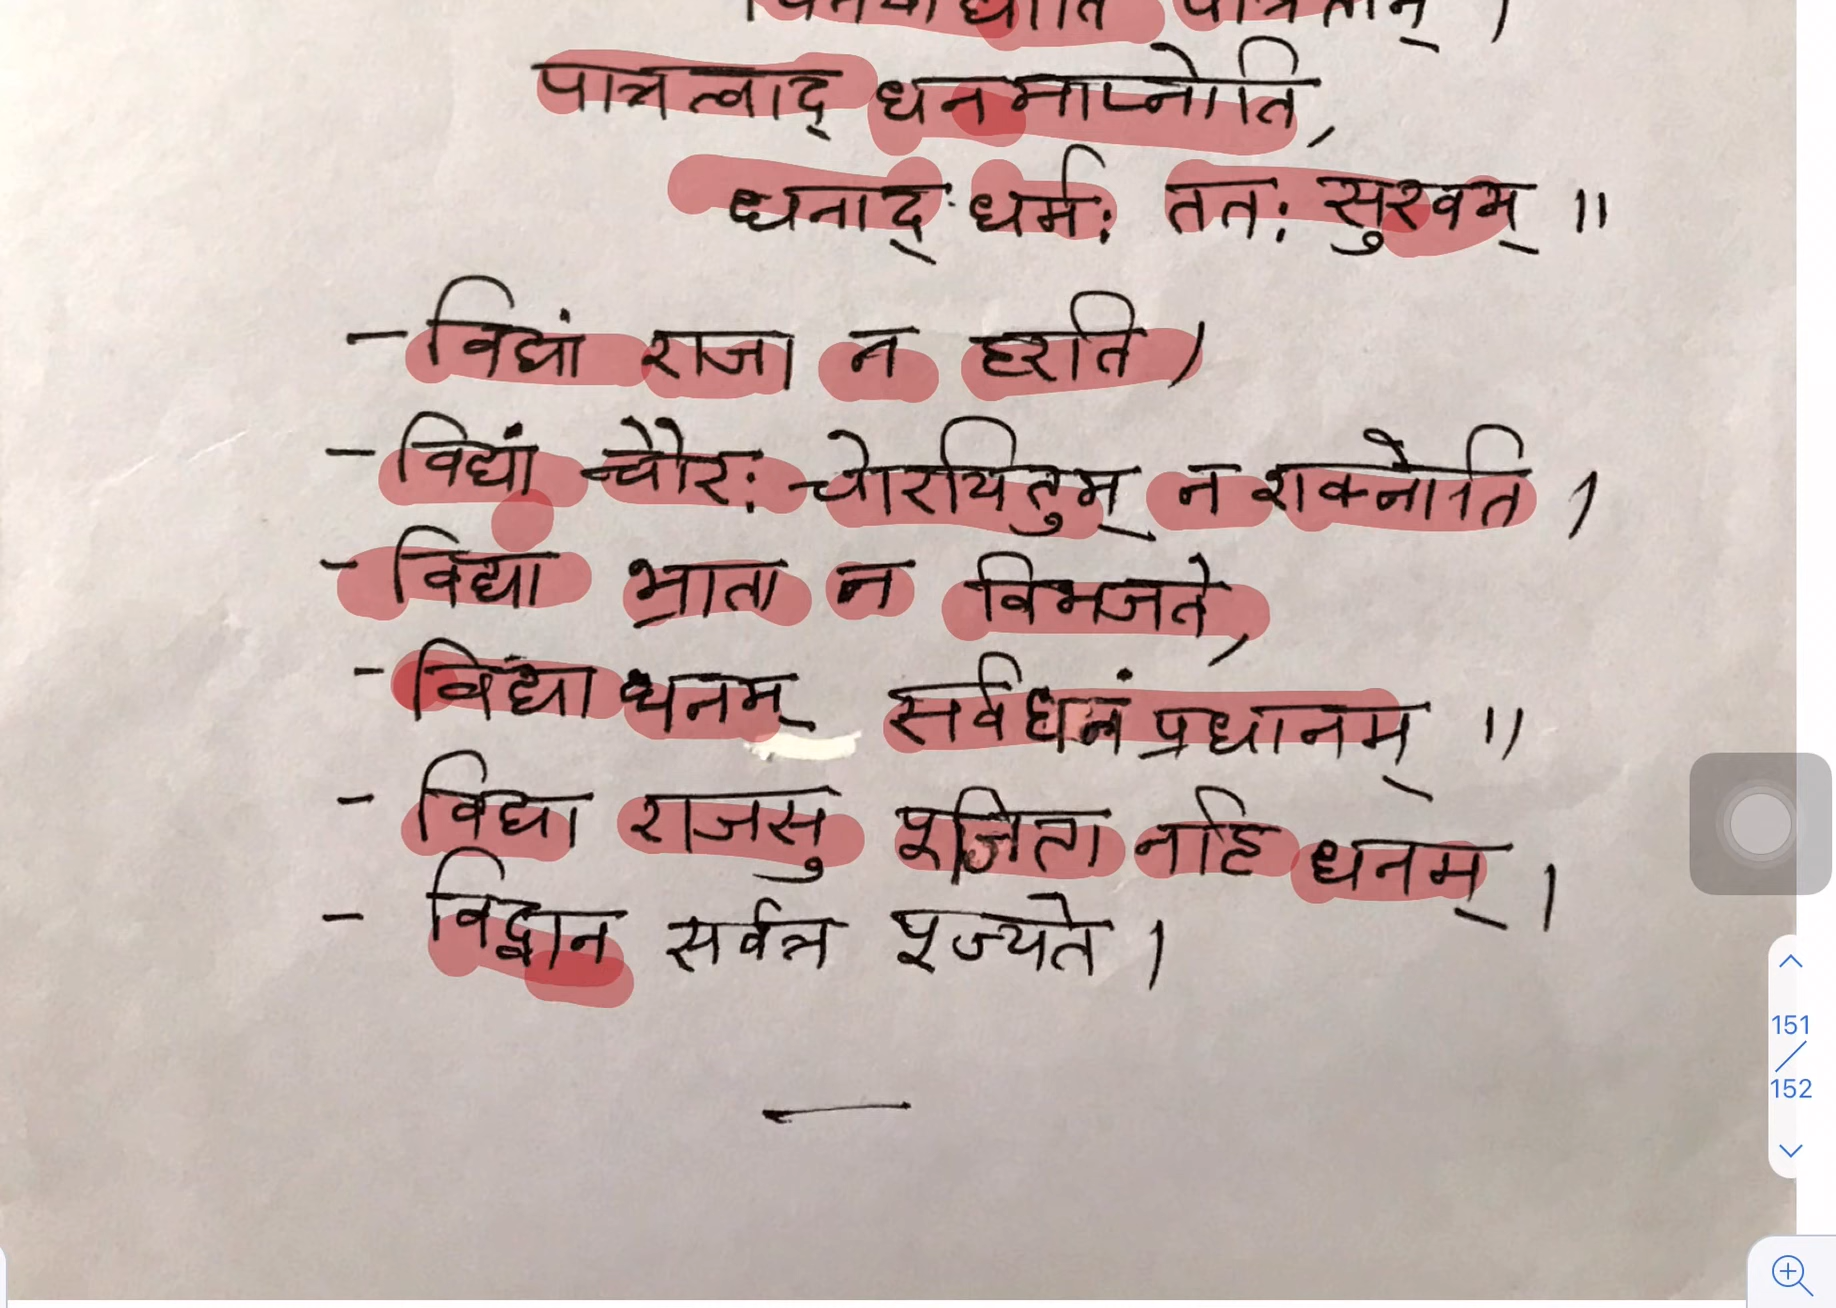 पात्रत्वाद् धनमाप्नोति,
धनाद् धर्म: तत: सुखम् ॥
- विद्यां राजा न हरति।
- विद्यां चौर: चोरयितुम् न शक्नोति ।
- विद्या भ्राता न विभजते,
- विद्या धनम् सर्वधनं प्रधानम् ॥
- विद्या राजसु पूजिता नहि धनम् ।
- विद्वान सर्वत्र पूज्यते ।
151
152